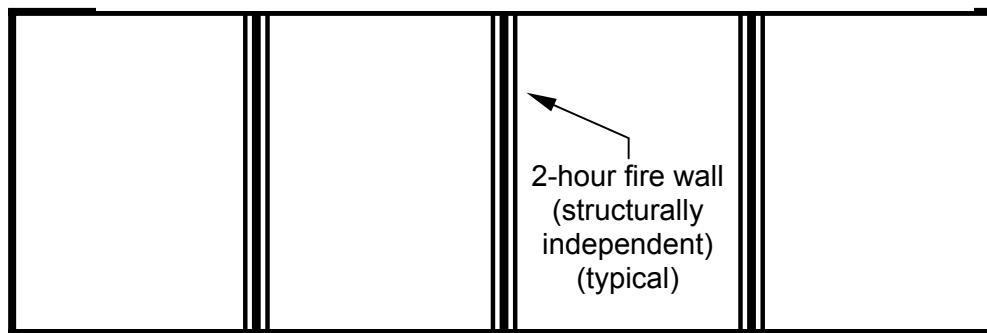 2-hour fire wall
(structurally
independent)
(typical)